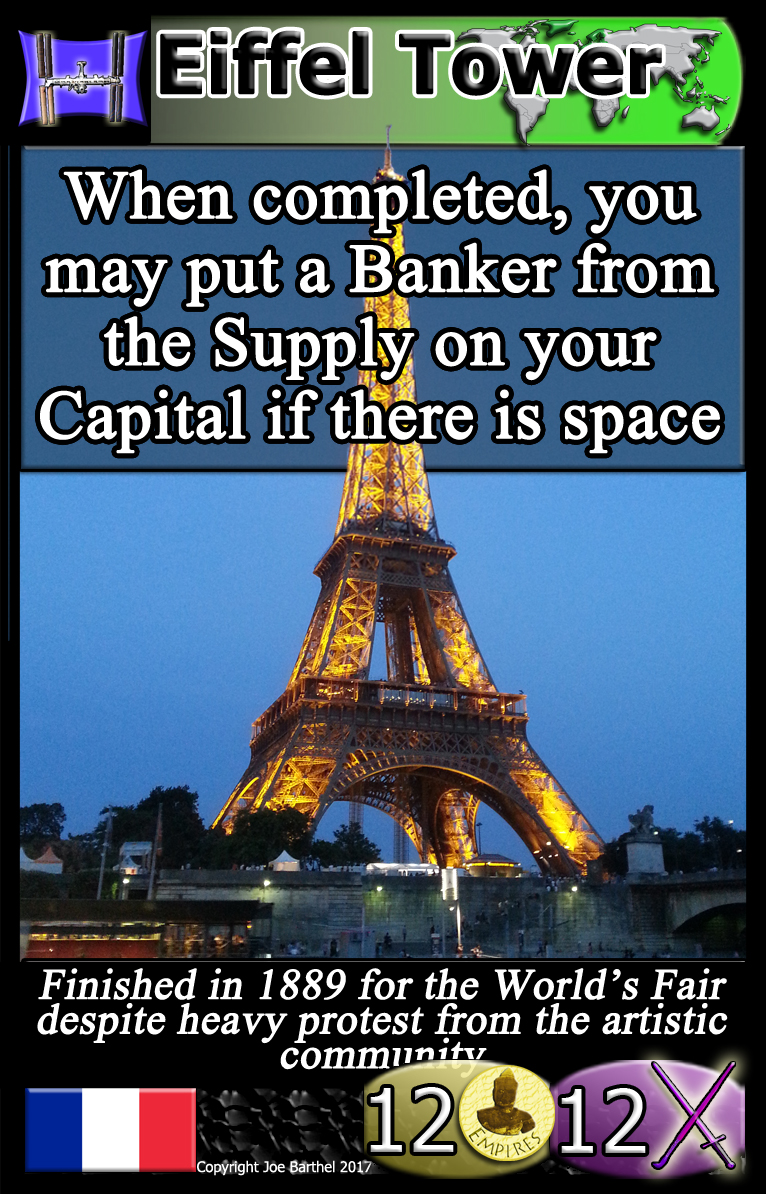 Eiffel Tower
When completed, you
may put a Banker from
the Supply on your
Capital if there is space
Finished in 1889 for the World’s Fair
despite heavy protest from the artistic
community
12
EMPIRES
12
Copyright Joe Barthel 2017